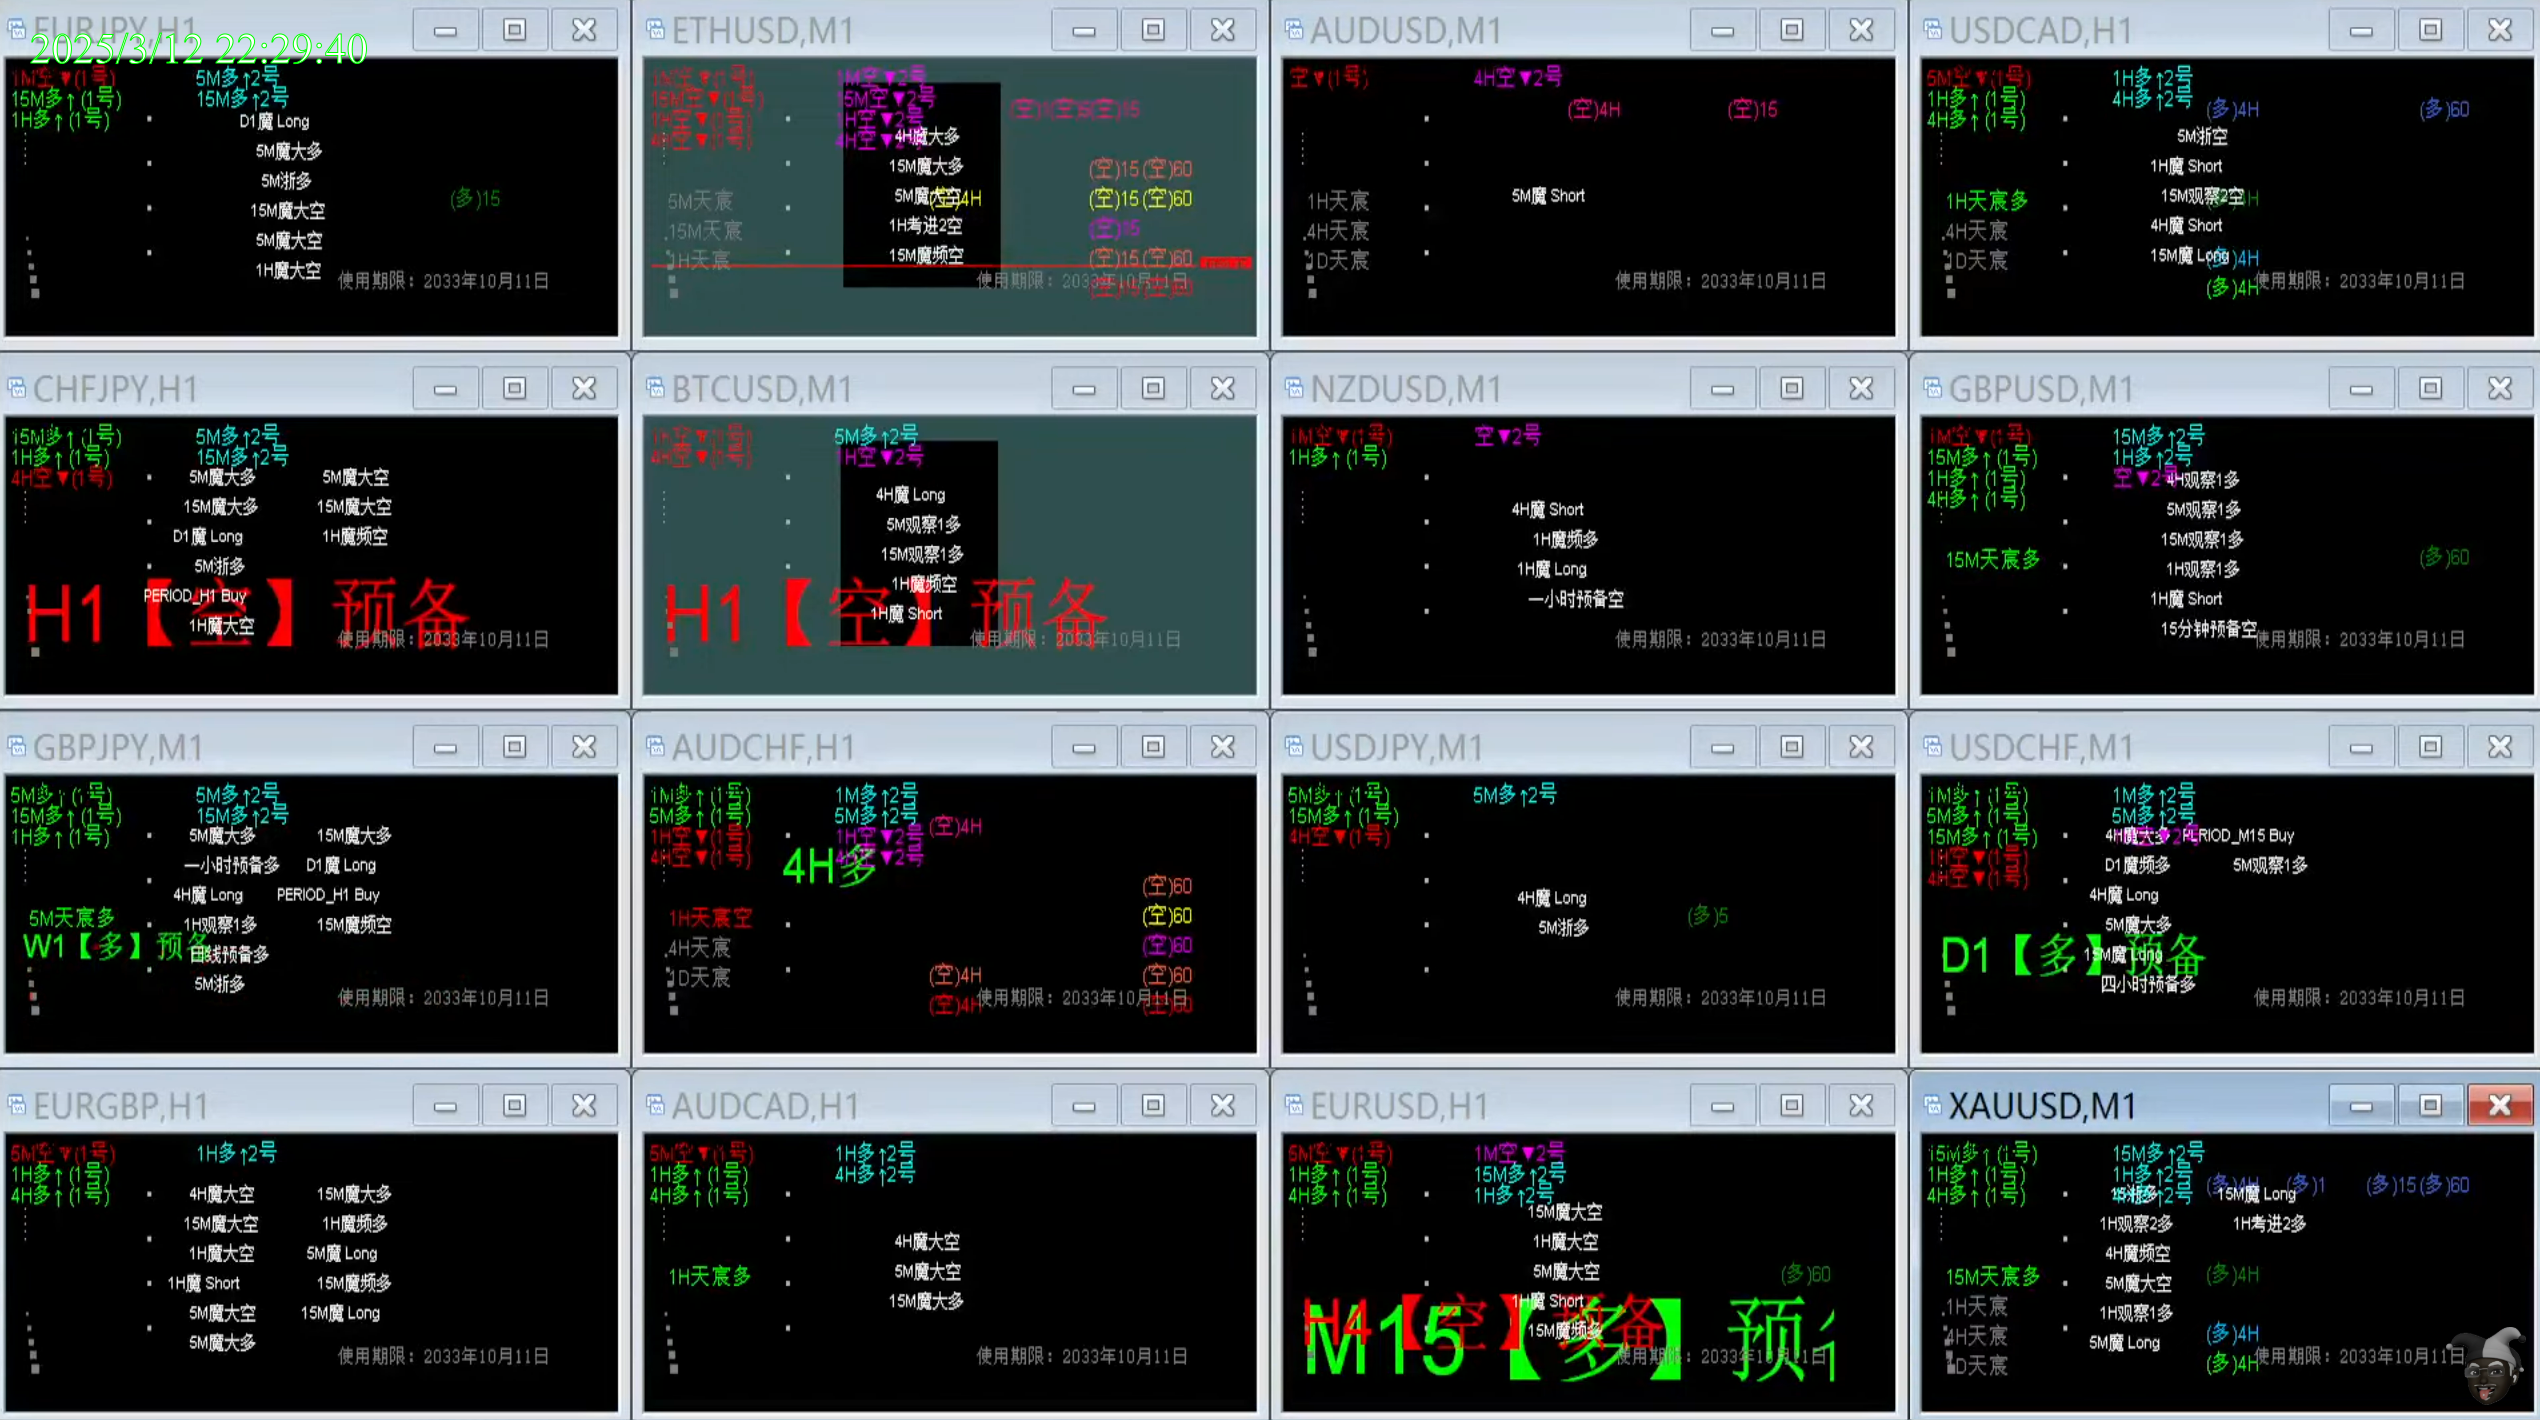 EURJPY,H1
2025/3/12 22:29:40
1M空▼(1号) 5M多↑2号
15M多↑(1号) 15M多↑2号
1H多↑(1号) D1魔 Long
5M魔大多
5M浙多
(多)15
15M魔大空
5M魔大空
1H魔大空
使用期限：2033年10月11日
ETHUSD,M1
1M空▼(1号) 1M空▼2号
15M空▼(1号) 15M空▼2号
1H空▼(1号) 1H空▼2号
4H空▼(1号) 4H空▼2号
4H魔大多
15M魔大多 (空)15 (空)60
5M天宸 (空)4H (空)15 (空)60
15M天宸 1H考进2空 (空)15
1H天宸 15M魔频空 (空)15 (空)60
使用期限：2033年10月11日
AUDUSD,M1
空▼(1号) 4H空▼2号
(空)4H (空)15
1H天宸 5M魔 Short
4H天宸
1D天宸
使用期限：2033年10月11日
USDCAD,H1
5M空▼(1号) 1H多↑2号
1H多↑(1号) 4H多↑2号
4H多↑(1号) (多)4H (多)60
5M浙空
1H魔 Short
1H天宸多 15M观察2空
4H天宸 4H魔 Short
1D天宸 15M魔 Long (多)4H
(多)4H
使用期限：2033年10月11日
CHFJPY,H1
15M多↑(1号) 5M多↑2号
1H多↑(1号) 15M多↑2号
4H空▼(1号) 5M魔大多 5M魔大空
15M魔大多 15M魔大空
D1魔 Long 1H魔频空
5M浙多
PERIOD_H1 Buy
H1【空】预备
1H魔大空
使用期限：2033年10月11日
BTCUSD,M1
1H空▼(1号) 5M多↑2号
4H空▼(1号) 1H空▼2号
4H魔 Long
5M观察1多
15M观察1多
1H魔频空
H1【空】预备
1H魔 Short
使用期限：2033年10月11日
NZDUSD,M1
1M空▼(1号) 空▼2号
1H多↑(1号)
4H魔 Short
1H魔频多
1H魔 Long
一小时预备空
使用期限：2033年10月11日
GBPUSD,M1
1M空▼(1号) 15M多↑2号
15M多↑(1号) 1H多↑2号
1H多↑(1号) 空▼2号 4H观察1多
4H多↑(1号)
5M观察1多
15M观察1多
15M天宸多 1H观察1多 (多)60
1H魔 Short
15分钟预备空
使用期限：2033年10月11日
GBPJPY,M1
5M多↑(1号) 5M多↑2号
15M多↑(1号) 15M多↑2号
1H多↑(1号) 5M魔大多 15M魔大多
一小时预备多 D1魔 Long
4H魔 Long PERIOD_H1 Buy
5M天宸多 1H观察1多 15M魔频空
W1【多】预备
日线预备多
5M浙多
使用期限：2033年10月11日
AUDCHF,H1
1M多↑(1号) 1M多↑2号
5M多↑(1号) 5M多↑2号
1H空▼(1号) 1H空▼2号 (空)4H
4H空▼(1号) 4H空▼2号
4H多
(空)60
1H天宸空 (空)60
4H天宸 (空)60
1D天宸 (空)4H (空)60
(空)4H (空)60
使用期限：2033年10月11日
USDJPY,M1
5M多↑(1号) 5M多↑2号
15M多↑(1号)
4H空▼(1号)
4H魔 Long
5M浙多 (多)5
使用期限：2033年10月11日
USDCHF,M1
1M多↑(1号) 1M多↑2号
5M多↑(1号) 5M多↑2号
15M多↑(1号) 4H魔大多 PERIOD_M15 Buy
1H空▼(1号) D1魔频多 5M观察1多
4H空▼(1号)
4H魔 Long
5M魔大多
D1【多】预备
15M魔 Long
四小时预备多
使用期限：2033年10月11日
EURGBP,H1
5M空▼(1号) 1H多↑2号
1H多↑(1号)
4H多↑(1号) 4H魔大空 15M魔大多
15M魔大空 1H魔频多
1H魔大空 5M魔 Long
1H魔 Short 15M魔频多
5M魔大空 15M魔 Long
5M魔大多
使用期限：2033年10月11日
AUDCAD,H1
5M空▼(1号) 1H多↑2号
1H多↑(1号) 4H多↑2号
4H多↑(1号)
4H魔大空
1H天宸多 5M魔大空
15M魔大多
使用期限：2033年10月11日
EURUSD,H1
5M空▼(1号) 1M空▼2号
1H多↑(1号) 15M多↑2号
4H多↑(1号) 1H多↑2号
15M魔大空
1H魔大空
5M魔大空 (多)60
1H魔 Short
H4【空】预备
M15【多】预
15M魔频多
使用期限：2033年10月11日
XAUUSD,M1
15M多↑(1号) 15M多↑2号
1H多↑(1号) 1H多↑2号
4H多↑(1号) 4H多↑2号 (多)4H (多)1 (多)15 (多)60
15M魔 Long
1H观察2多 1H考进2多
4H魔频空
15M天宸多 5M魔大空 (多)4H
1H天宸 1H观察1多
4H天宸 5M魔 Long (多)4H
1D天宸 (多)4H
使用期限：2033年10月11日